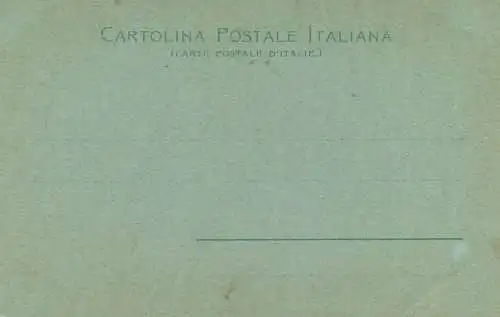 CARTOLINA POSTALE ITALIANA
(CARTE POSTALE D'ITALIE)